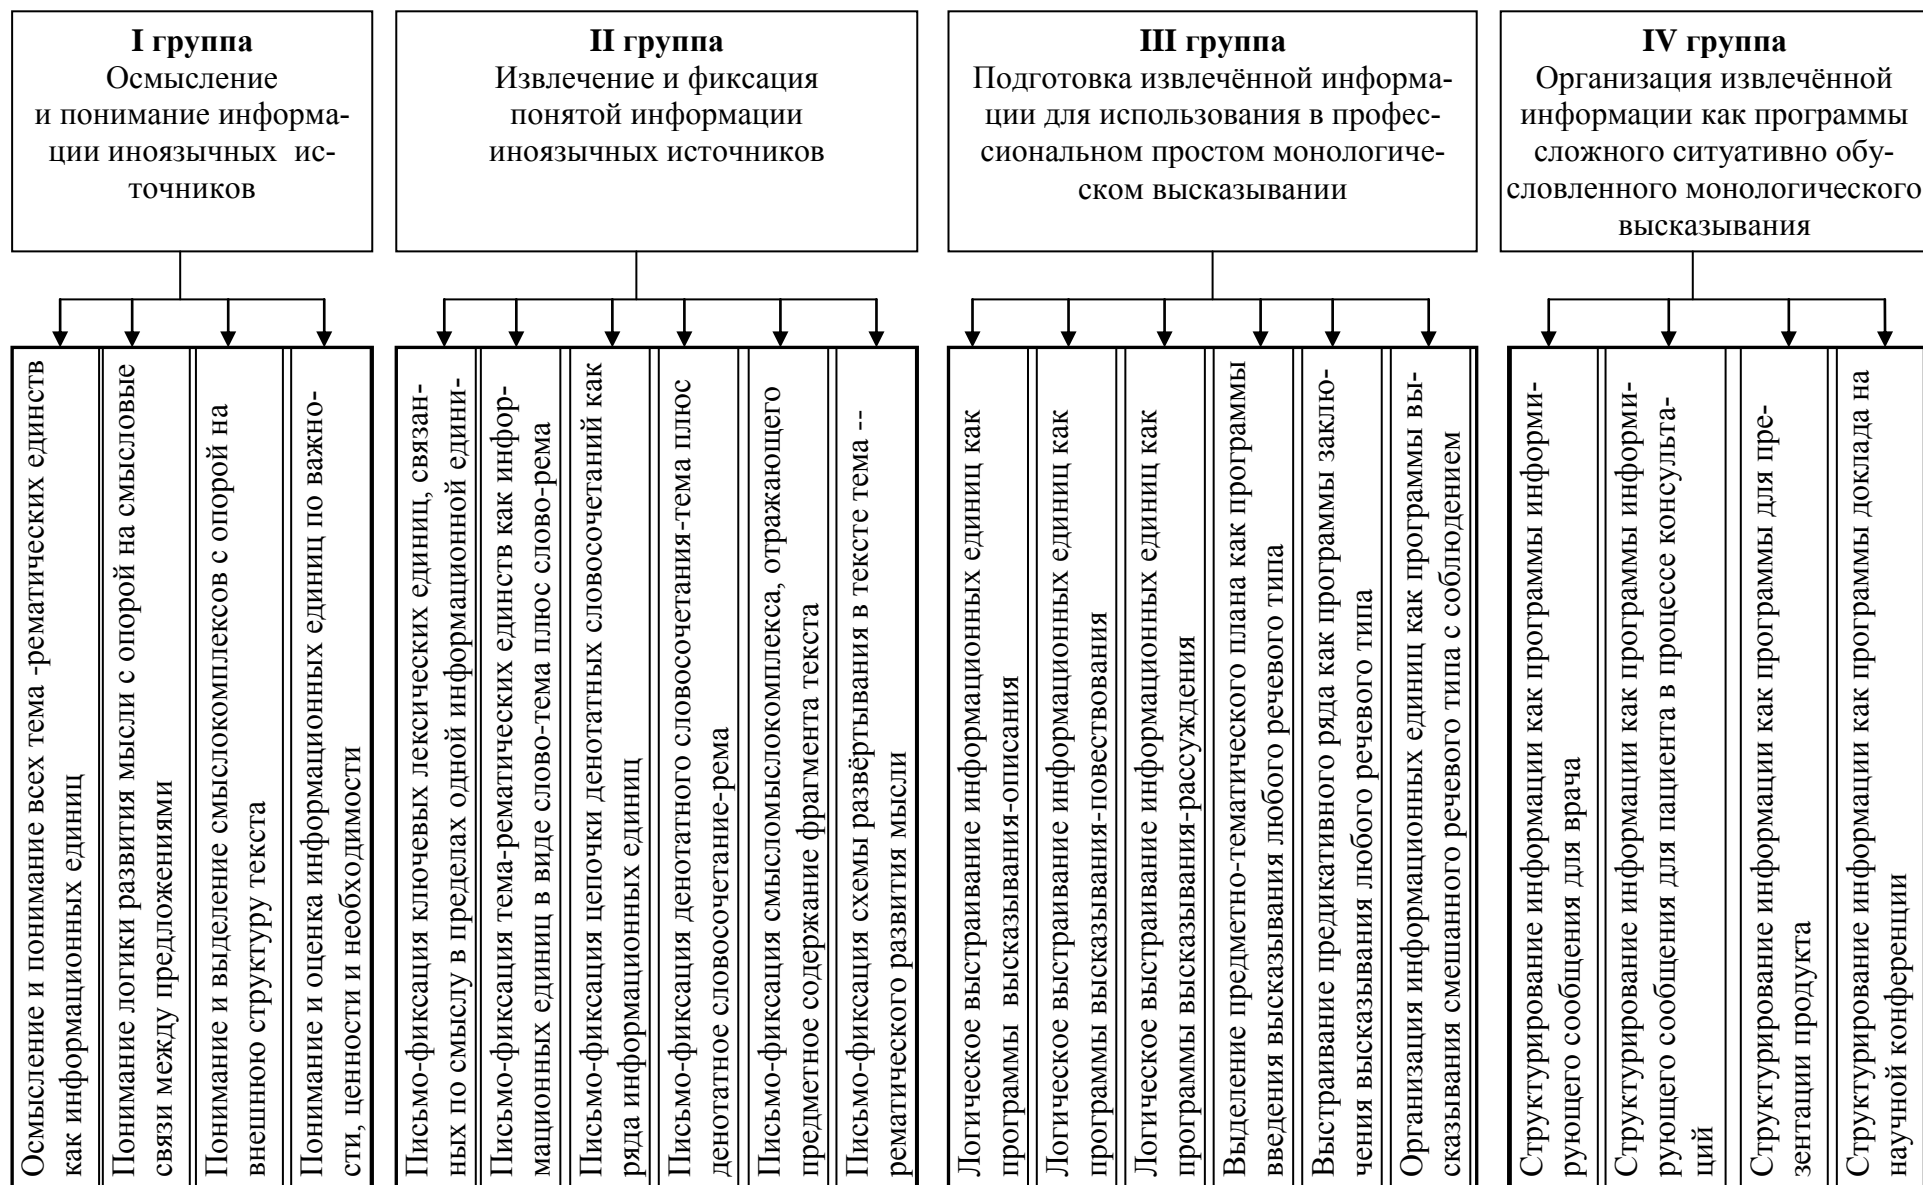 I группа
Осмысление
и понимание информа-
ции иноязычных ис-
точников
II группа
Извлечение и фиксация
понятой информации
иноязычных источников
III группа
Подготовка извлечённой информа-
ции для использования в профес-
сиональном простом монологиче-
ском высказывании
IV группа
Организация извлечённой
информации как программы
сложного ситуативно обу-
словленного монологического
высказывания
Осмысление и понимание всех тема -рематических единств
как информационных единиц
Понимание логики развития мысли с опорой на смысловые
связи между предложениями
Понимание и выделение смыслокомплексов с опорой на
внешнюю структуру текста
Понимание и оценка информационных единиц по важно-
сти, ценности и необходимости
Письмо-фиксация ключевых лексических единиц, связан-
ных по смыслу в пределах одной информационной едини-
Письмо-фиксация тема-рематических единств как инфор-
мационных единиц в виде слово-тема плюс слово-рема
Письмо-фиксация цепочки денотатных словосочетаний как
ряда информационных единиц
Письмо-фиксация денотатного словосочетания-тема плюс
денотатное словосочетание-рема
Письмо-фиксация смысломыслокомплекса, отражающего
предметное содержание фрагмента текста
Письмо-фиксация схемы развёртывания в тексте тема --
рематического развития мысли
Логическое выстраивание информационных единиц как
программы высказывания-описания
Логическое выстраивание информационных единиц как
программы высказывания-повествования
Логическое выстраивание информационных единиц как
программы высказывания-рассуждения
Выделение предметно-тематического плана как программы
введения высказывания любого речевого типа
Выстраивание предикативного ряда как программы заклю-
чения высказывания любого речевого типа
Организация информационных единиц как программы вы-
сказывания смешанного речевого типа с соблюдением
Структурирование информации как программы информи-
рующего сообщения для врача
Структурирование информации как программы информи-
рующего сообщения для пациента в процессе консульта-
ций
Структурирование информации как программы для пре-
зентации продукта
Структурирование информации как программы доклада на
научной конференции